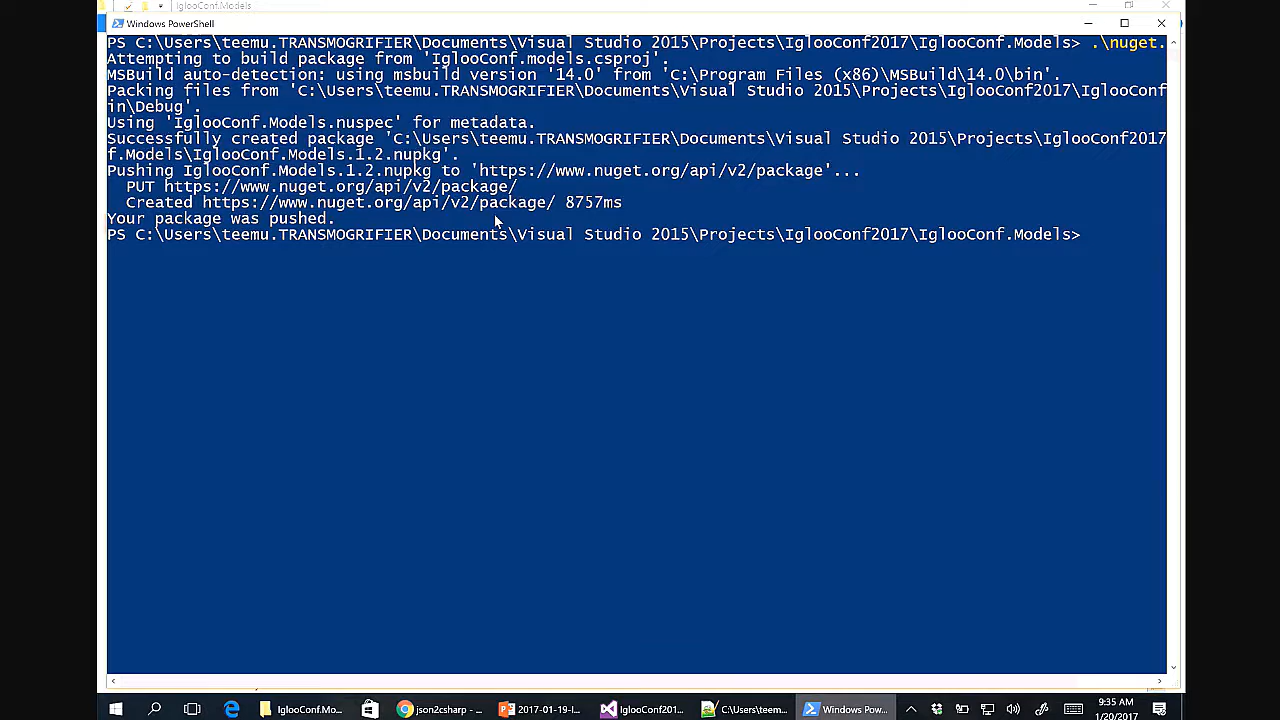 IglooConf.Models
Windows PowerShell
PS C:\Users\teemu.TRANSMOGRIFIER\Documents\Visual Studio 2015\Projects\IglooConf2017\IglooConf.Models> .\nuget.
Attempting to build package from 'IglooConf.models.csproj'.
MSBuild auto-detection: using msbuild version '14.0' from 'C:\Program Files (x86)\MSBuild\14.0\bin'.
Packing files from 'C:\Users\teemu.TRANSMOGRIFIER\Documents\Visual Studio 2015\Projects\IglooConf2017\IglooConf
in\Debug'.
Using 'IglooConf.Models.nuspec' for metadata.
Successfully created package 'C:\Users\teemu.TRANSMOGRIFIER\Documents\Visual Studio 2015\Projects\IglooConf2017
f.Models\IglooConf.Models.1.2.nupkg'.
Pushing IglooConf.Models.1.2.nupkg to 'https://www.nuget.org/api/v2/package'...
PUT https://www.nuget.org/api/v2/package/
Created https://www.nuget.org/api/v2/package/ 8757ms
Your package was pushed.
PS C:\Users\teemu.TRANSMOGRIFIER\Documents\Visual Studio 2015\Projects\IglooConf2017\IglooConf.Models>
IglooConf.Mo...
json2csharp - ...
2017-01-19-I...
IglooConf201...
C:\Users\teem...
Windows Pow...
9:35 AM
1/20/2017